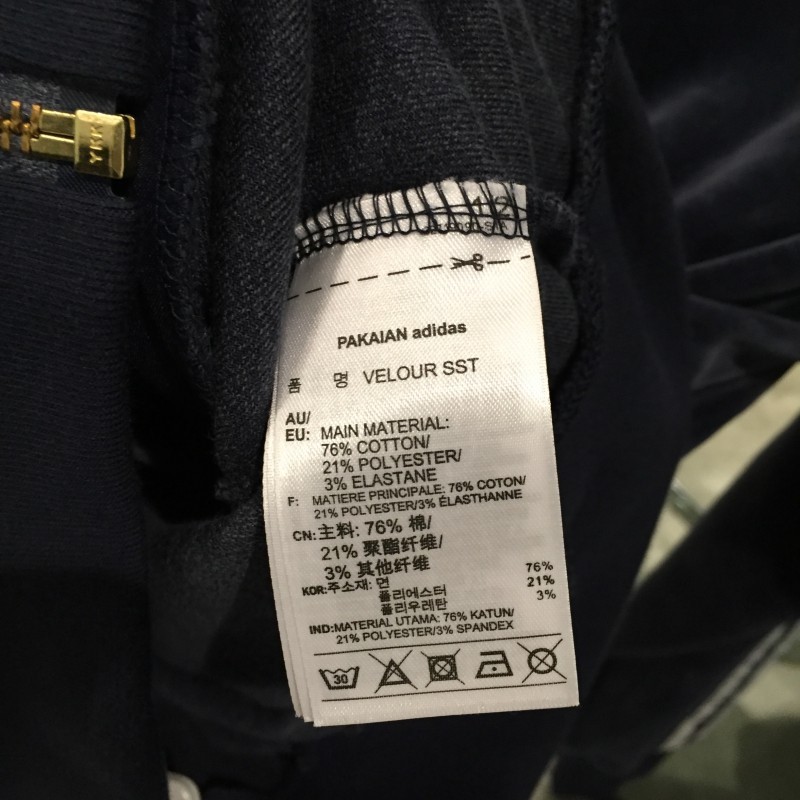 YKK
PAKAIAN adidas
품 명 VELOUR SST
AU/
EU: MAIN MATERIAL:
76% COTTON/
21% POLYESTER/
3% ELASTANE
F: MATIERE PRINCIPALE: 76% COTON/
21% POLYESTER/3% ÉLASTHANNE
CN: 主料: 76% 棉/
21% 聚酯纤维/
3% 其他纤维
KOR: 주소재: 면 76%
폴리에스터 21%
폴리우레탄 3%
IND: MATERIAL UTAMA: 76% KATUN/
21% POLYESTER/3% SPANDEX
30